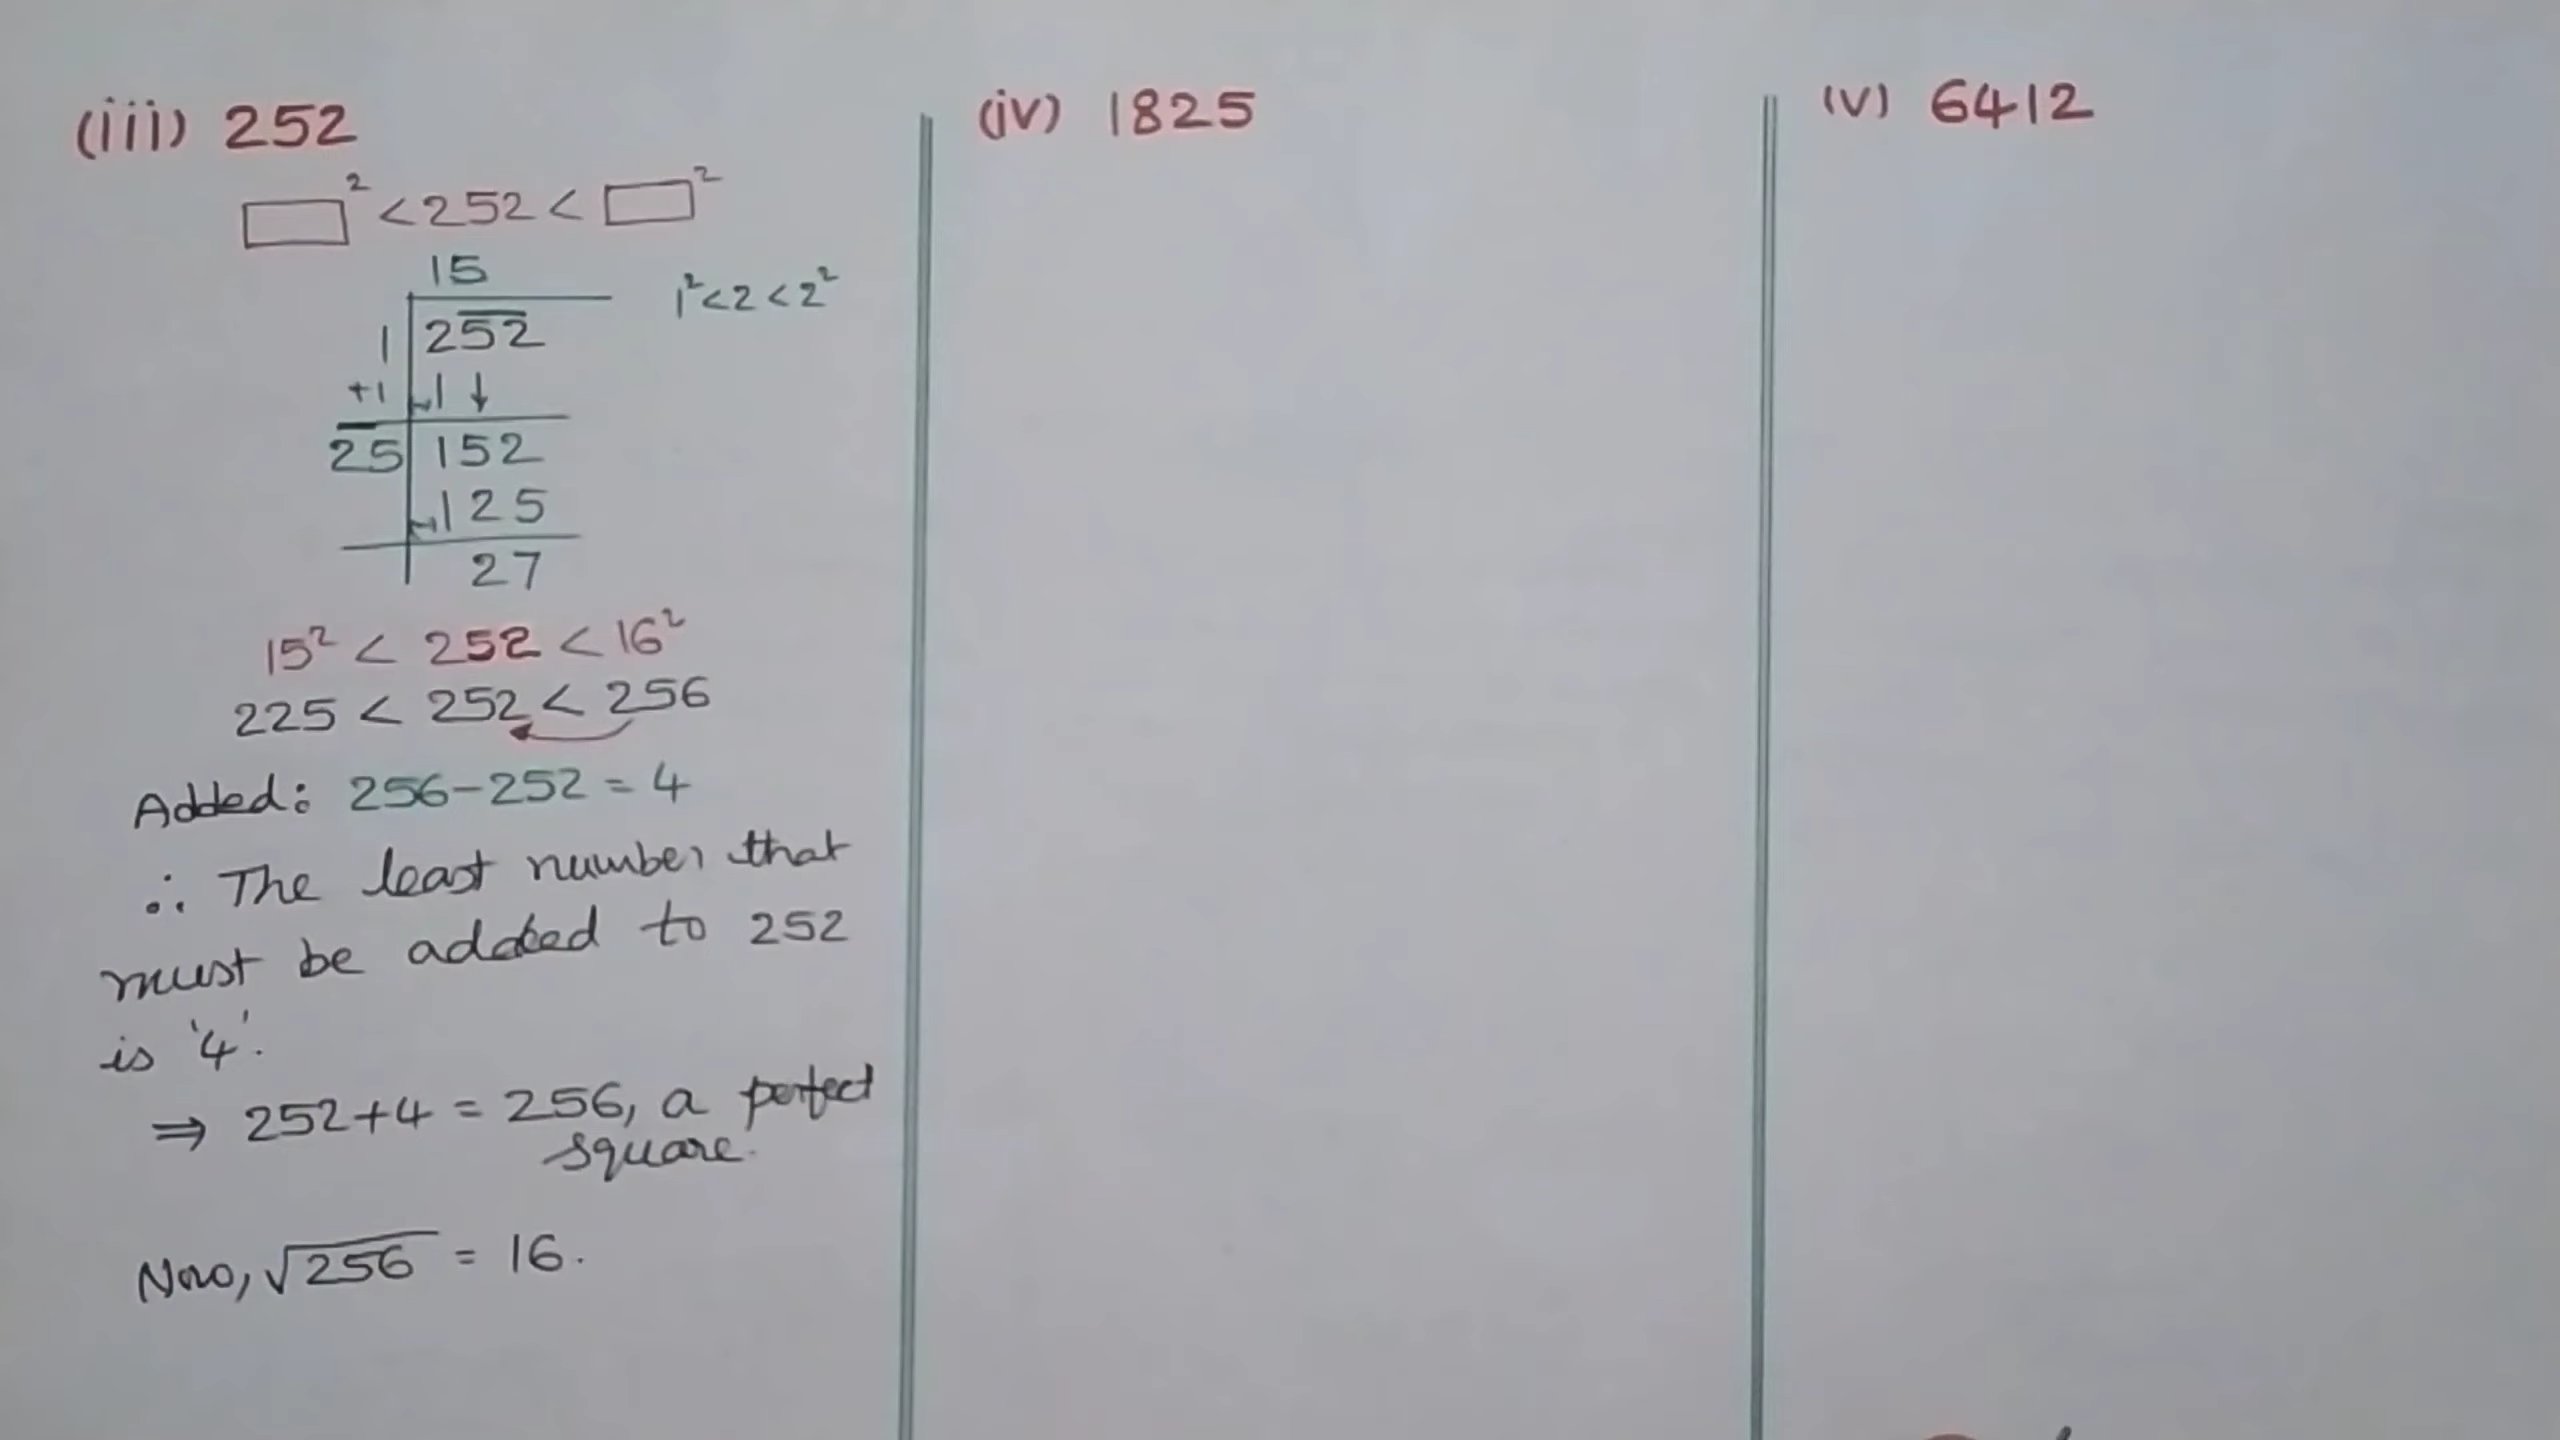 (iii) 252
□² < 252 < □²
15
1² < 2 < 2²
1 252
+1 -1 ↓
25 152
-125
27
15² < 252 < 16²
225 < 252 < 256
Added: 256-252 = 4
∴ The least number that
must be added to 252
is '4'.
⇒ 252+4 = 256, a perfect
square.
Now, √256 = 16.
(iv) 1825
(v) 6412